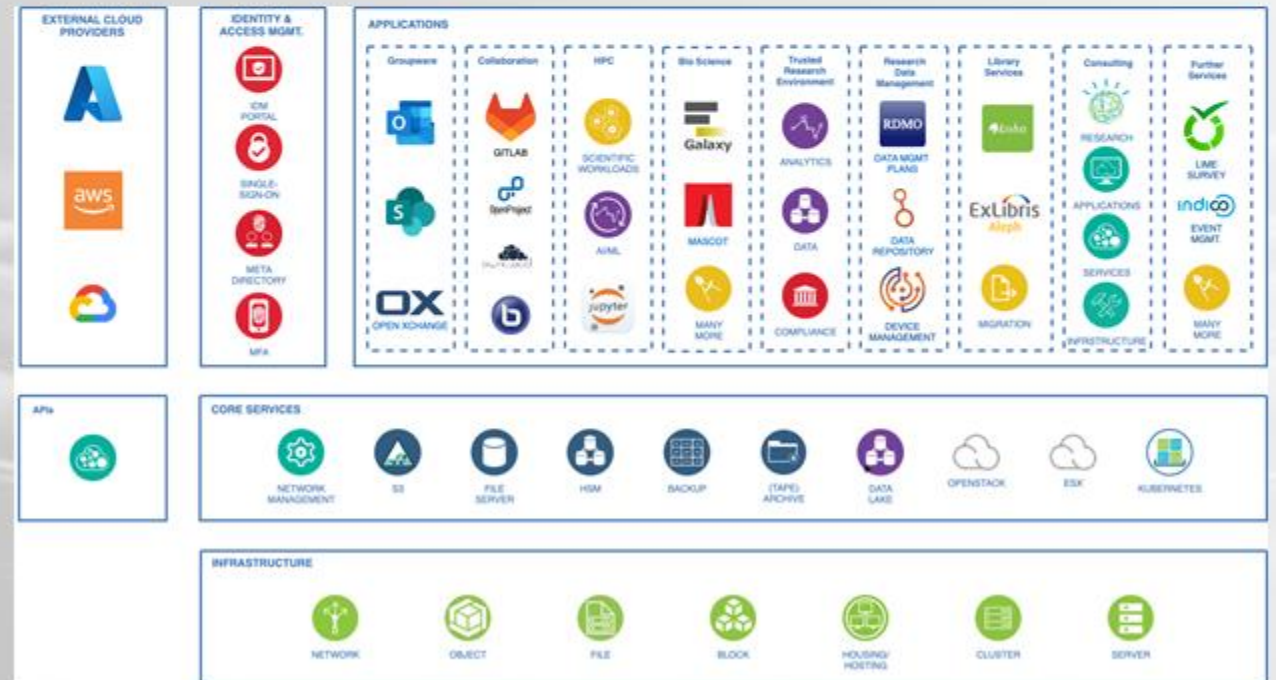 EXTERNAL CLOUD
PROVIDERS
aws
IDENTITY &
ACCESS MGMT.
IDM
PORTAL
SINGLE-
SIGN-ON
META
DIRECTORY
MFA
APPLICATIONS
Groupware
O
S
OX
OPEN XCHANGE
Collaboration
GITLAB
OpenProject
b
HPC
SCIENTIFIC
WORKLOADS
AI/ML
jupyter
Bio Science
Galaxy
MASCOT
MANY
MORE
Trusted
Research
Environment
ANALYTICS
DATA
COMPLIANCE
Research
Data
Management
RDMO
DATA MGMT
PLANS
DATA
REPOSITORY
DEVICE
MANAGEMENT
Library
Services
ExLibris
Aleph
MIGRATION
Consulting
RESEARCH
APPLICATIONS
SERVICES
INFRSTRUCTURE
Further
Services
LIME
SURVEY
indico
EVENT
MGMT.
MANY
MORE
APIs
CORE SERVICES
NETWORK
MANAGEMENT
S3
FILE
SERVER
HSM
BACKUP
(TAPE)
ARCHIVE
DATA
LAKE
OPENSTACK
ESX
KUBERNETES
INFRASTRUCTURE
NETWORK
OBJECT
FILE
BLOCK
HOUSING/
HOSTING
CLUSTER
SERVER